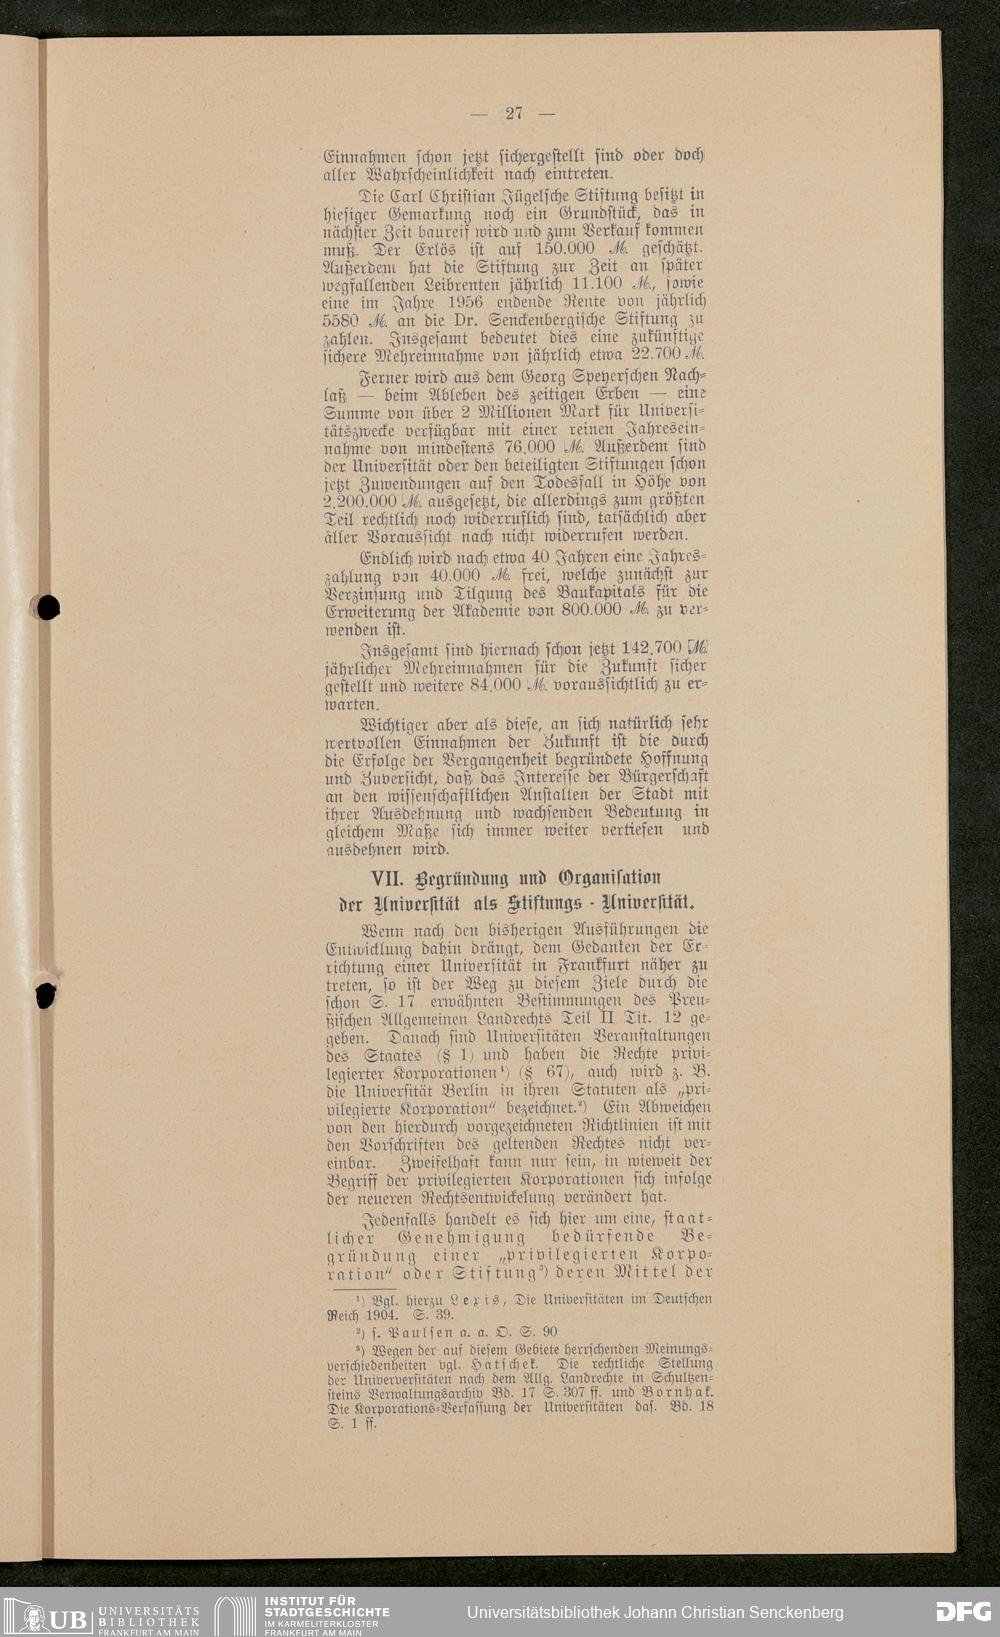 — 27 —
Einnahmen schon jetzt sichergestellt sind oder doch
aller Wahrscheinlichkeit nach eintreten.
Die Carl Christian Jügelsche Stiftung besitzt in
hiesiger Gemarkung noch ein Grundstück, das in
nächster Zeit baureif wird und zum Verkauf kommen
muß. Der Erlös ist auf 150.000 M. geschätzt.
Außerdem hat die Stiftung zur Zeit an später
wegfallenden Leibrenten jährlich 11.100 M., sowie
eine im Jahre 1956 endende Rente von jährlich
5580 M. an die Dr. Senckenbergische Stiftung zu
zahlen. Insgesamt bedeutet dies eine zukünftige
sichere Mehreinnahme von jährlich etwa 22.700 M.
Ferner wird aus dem Georg Speyerschen Nach-
laß — beim Ableben des zeitigen Erben — eine
Summe von über 2 Millionen Mark für Universi-
tätszwecke verfügbar mit einer reinen Jahresein-
nahme von mindestens 76.000 M. Außerdem sind
der Universität oder den beteiligten Stiftungen schon
jetzt Zuwendungen auf den Todesfall in Höhe von
2.200.000 M. ausgesetzt, die allerdings zum größten
Teil rechtlich noch widerruflich sind, tatsächlich aber
aller Voraussicht nach nicht widerrufen werden.
Endlich wird nach etwa 40 Jahren eine Jahres-
zahlung von 40.000 M. frei, welche zunächst zur
Verzinsung und Tilgung des Baukapitals für die
Erweiterung der Akademie von 800.000 M. zu ver-
wenden ist.
Insgesamt sind hiernach schon jetzt 142.700 M.
jährlicher Mehreinnahmen für die Zukunft sicher
gestellt und weitere 84.000 M. voraussichtlich zu er-
warten.
Wichtiger aber als diese, an sich natürlich sehr
wertvollen Einnahmen der Zukunft ist die durch
die Erfolge der Vergangenheit begründete Hoffnung
und Zuversicht, daß das Interesse der Bürgerschaft
an den wissenschaftlichen Anstalten der Stadt mit
ihrer Ausdehnung und wachsenden Bedeutung in
gleichem Maße sich immer weiter vertiefen und
ausdehnen wird.
VII. Begründung und Organisation
der Universität als Stiftungs - Universität.
Wenn nach den bisherigen Ausführungen die
Entwicklung dahin drängt, dem Gedanken der Er-
richtung einer Universität in Frankfurt näher zu
treten, so ist der Weg zu diesem Ziele durch die
schon S. 17 erwähnten Bestimmungen des Preu-
ßischen Allgemeinen Landrechts Teil II Tit. 12 ge-
geben. Danach sind Universitäten Veranstaltungen
des Staates (§ 1) und haben die Rechte privi-
legierter Korporationen¹) (§ 67), auch wird z. B.
die Universität Berlin in ihren Statuten als „pri-
vilegierte Korporation“ bezeichnet.²) Ein Abweichen
von den hierdurch vorgezeichneten Richtlinien ist mit
den Vorschriften des geltenden Rechtes nicht ver-
einbar. Zweifelhaft kann nur sein, in wieweit der
Begriff der privilegierten Korporationen sich infolge
der neueren Rechtsentwickelung verändert hat.
Jedenfalls handelt es sich hier um eine, staat-
licher Genehmigung bedürfende Be-
gründung einer „privilegierten Korpo-
ration“ oder Stiftung³) deren Mittel der
¹) Vgl. hierzu Lexis, Die Universitäten im Deutschen
Reich 1904. S. 39.
²) s. Paulsen a. a. O. S. 90
³) Wegen der auf diesem Gebiete herrschenden Meinungs-
verschiedenheiten vgl. Hatschek. Die rechtliche Stellung
der Univerversitäten nach dem Allg. Landrechte in Schultzen-
steins Verwaltungsarchiv Bd. 17 S. 307 ff. und Bornhak.
Die Korporations-Verfassung der Universitäten das. Bd. 18
S. 1 ff.
UB UNIVERSITÄTS
BIBLIOTHEK
FRANKFURT AM MAIN
INSTITUT FÜR
STADTGESCHICHTE
IM KARMELITERKLOSTER
FRANKFURT AM MAIN
Universitätsbibliothek Johann Christian Senckenberg
DFG